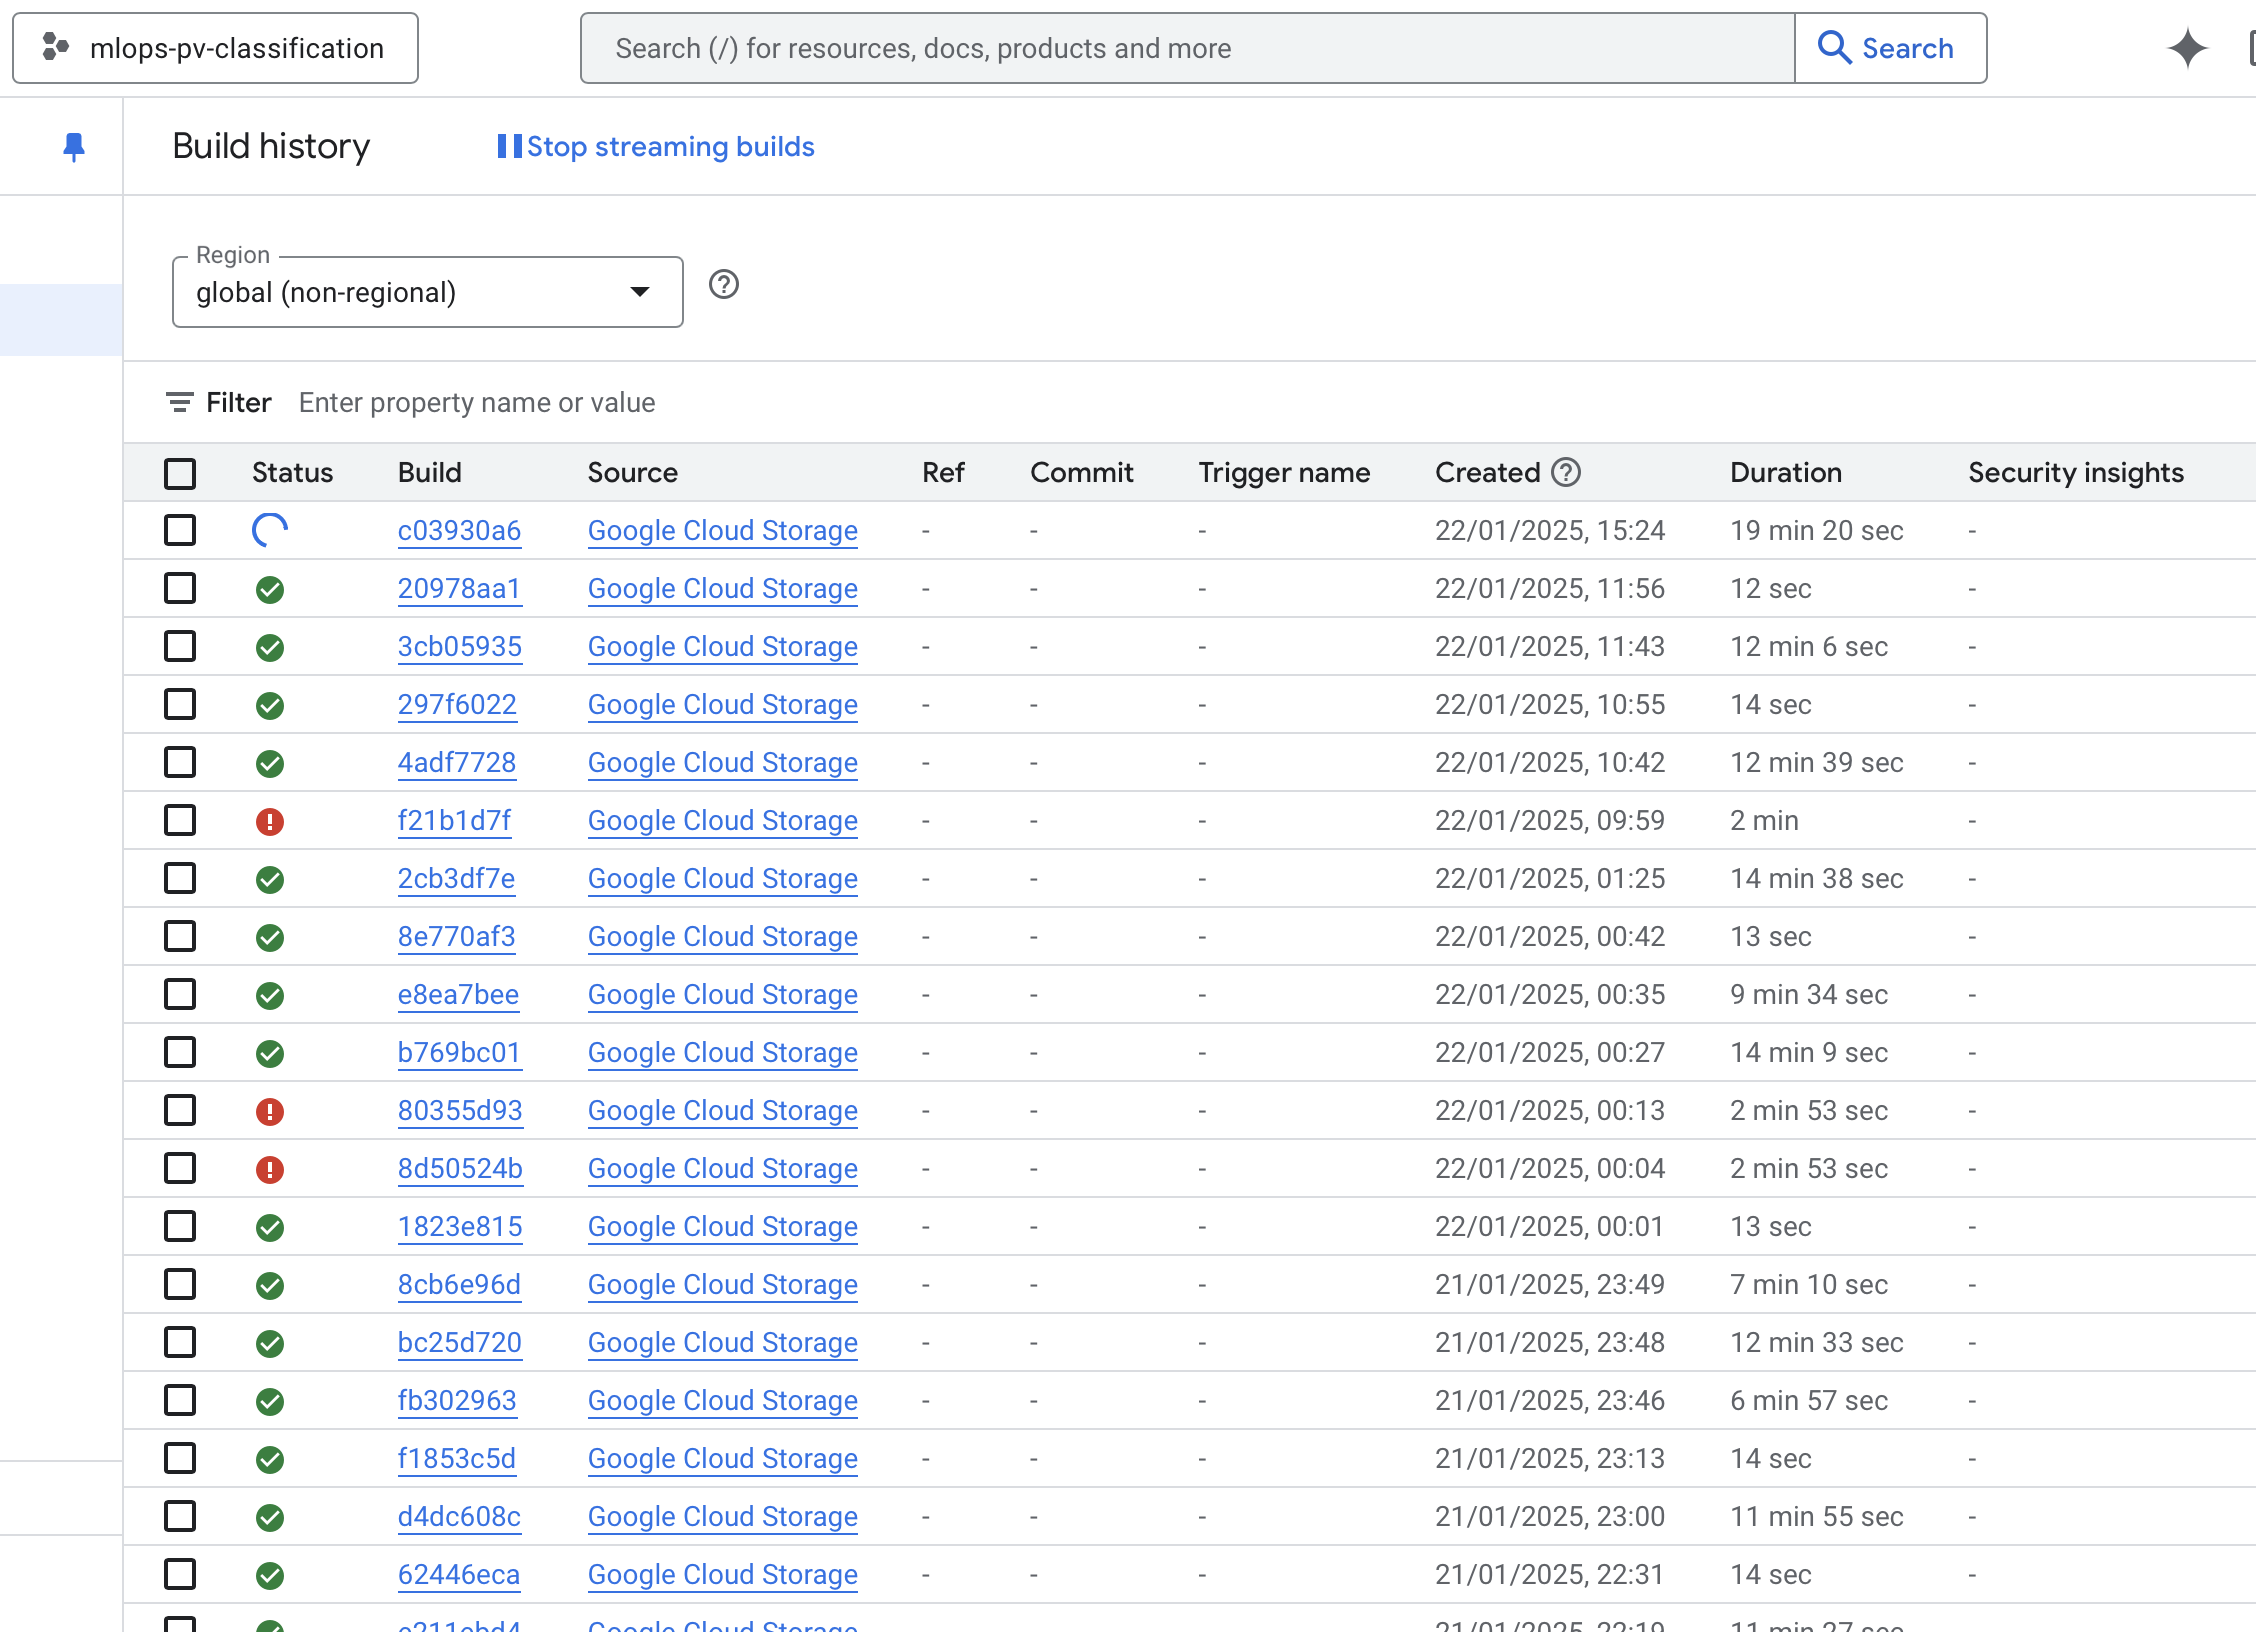 mlops-pv-classification
Search (/) for resources, docs, products and more
Search
Build history
Stop streaming builds
Region
global (non-regional)
Filter Enter property name or value
Status Build Source Ref Commit Trigger name Created Duration Security insights
c03930a6 Google Cloud Storage - - - 22/01/2025, 15:24 19 min 20 sec -
20978aa1 Google Cloud Storage - - - 22/01/2025, 11:56 12 sec -
3cb05935 Google Cloud Storage - - - 22/01/2025, 11:43 12 min 6 sec -
297f6022 Google Cloud Storage - - - 22/01/2025, 10:55 14 sec -
4adf7728 Google Cloud Storage - - - 22/01/2025, 10:42 12 min 39 sec -
f21b1d7f Google Cloud Storage - - - 22/01/2025, 09:59 2 min -
2cb3df7e Google Cloud Storage - - - 22/01/2025, 01:25 14 min 38 sec -
8e770af3 Google Cloud Storage - - - 22/01/2025, 00:42 13 sec -
e8ea7bee Google Cloud Storage - - - 22/01/2025, 00:35 9 min 34 sec -
b769bc01 Google Cloud Storage - - - 22/01/2025, 00:27 14 min 9 sec -
80355d93 Google Cloud Storage - - - 22/01/2025, 00:13 2 min 53 sec -
8d50524b Google Cloud Storage - - - 22/01/2025, 00:04 2 min 53 sec -
1823e815 Google Cloud Storage - - - 22/01/2025, 00:01 13 sec -
8cb6e96d Google Cloud Storage - - - 21/01/2025, 23:49 7 min 10 sec -
bc25d720 Google Cloud Storage - - - 21/01/2025, 23:48 12 min 33 sec -
fb302963 Google Cloud Storage - - - 21/01/2025, 23:46 6 min 57 sec -
f1853c5d Google Cloud Storage - - - 21/01/2025, 23:13 14 sec -
d4dc608c Google Cloud Storage - - - 21/01/2025, 23:00 11 min 55 sec -
62446eca Google Cloud Storage - - - 21/01/2025, 22:31 14 sec -
Google Cloud Storage 21/01/2025, 22:19 11 min 27 sec